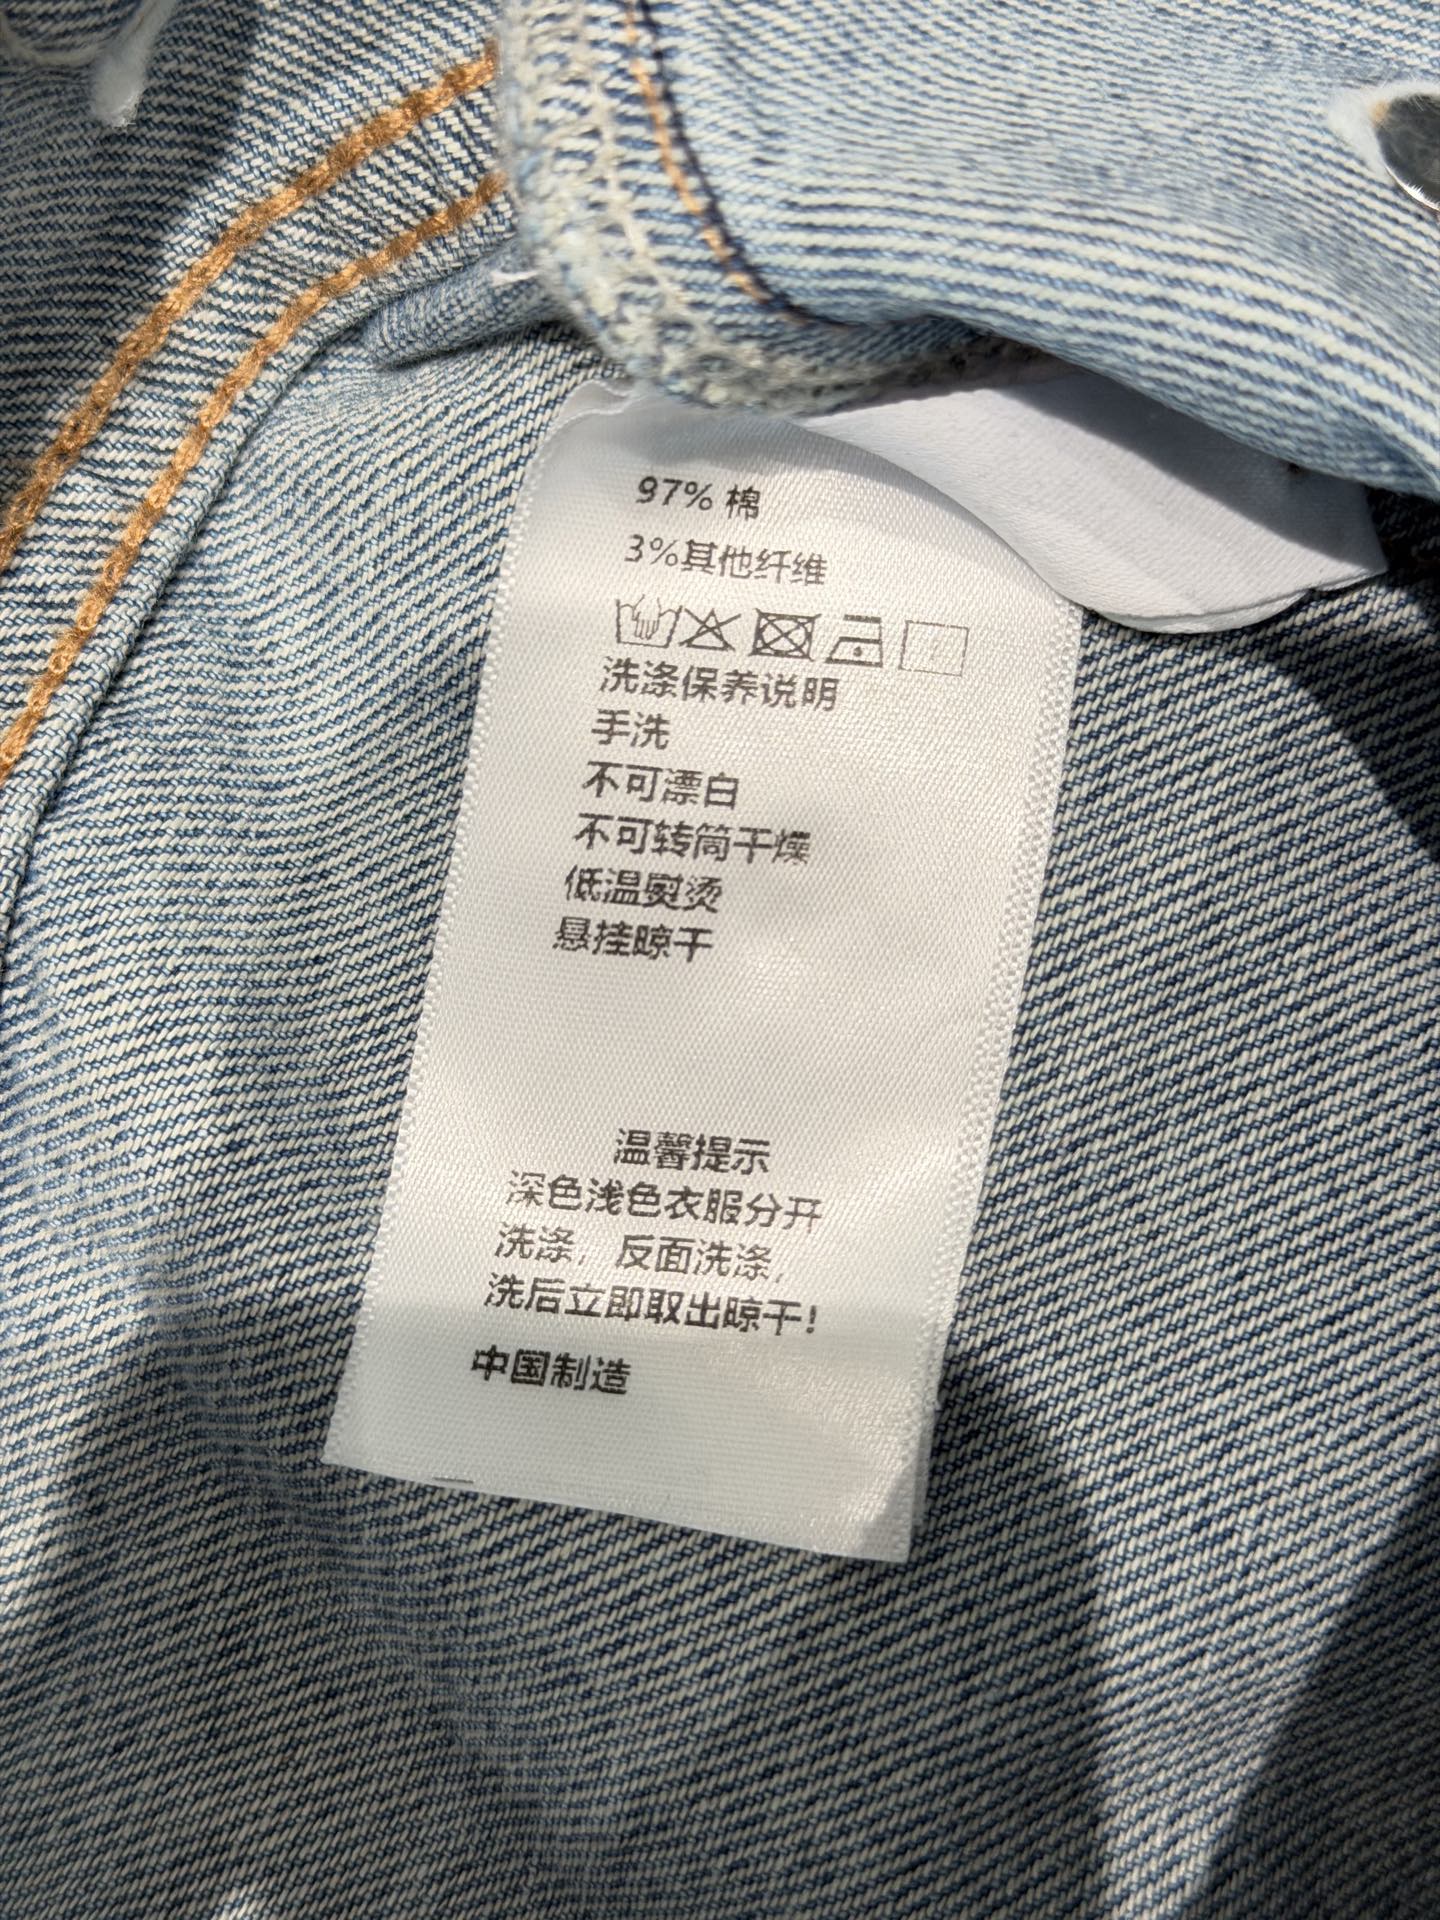 97% 棉
3%其他纤维
洗涤保养说明
手洗
不可漂白
不可转筒干燥
低温熨烫
悬挂晾干
温馨提示
深色浅色衣服分开
洗涤，反面洗涤，
洗后立即取出晾干!
中国制造